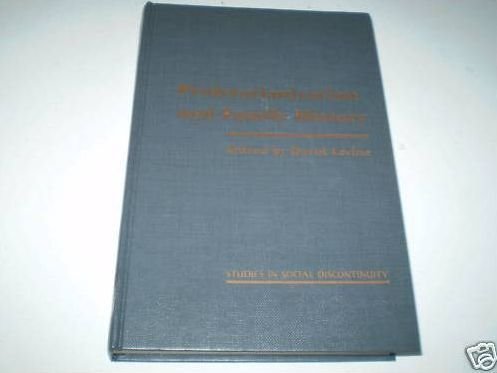 Proletarianization
and Family History
Edited by David Levine
STUDIES IN SOCIAL DISCONTINUITY